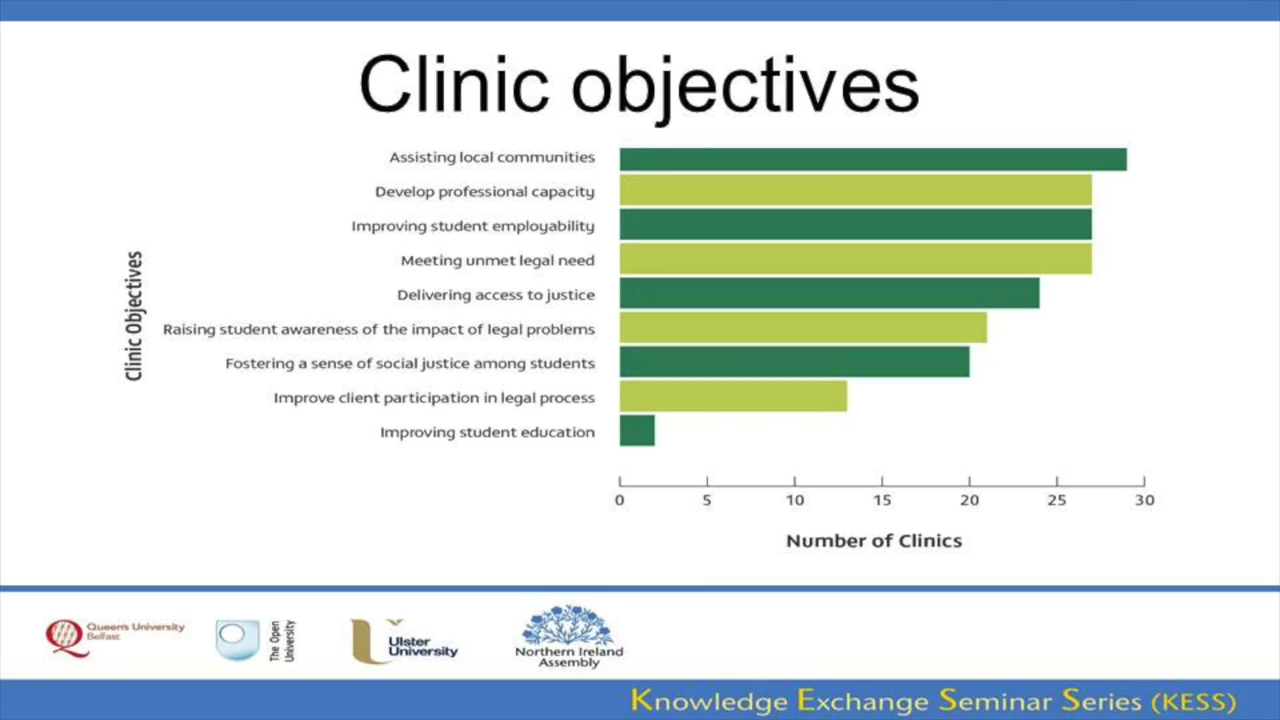 Clinic objectives
Assisting local communities
Develop professional capacity
Improving student employability
Meeting unmet legal need
Delivering access to justice
Raising student awareness of the impact of legal problems
Fostering a sense of social justice among students
Improve client participation in legal process
Improving student education
Clinic Objectives
0 5 10 15 20 25 30
Number of Clinics
Queen's University
Belfast
The Open
University
Ulster
University
Northern Ireland
Assembly
Knowledge Exchange Seminar Series (KESS)